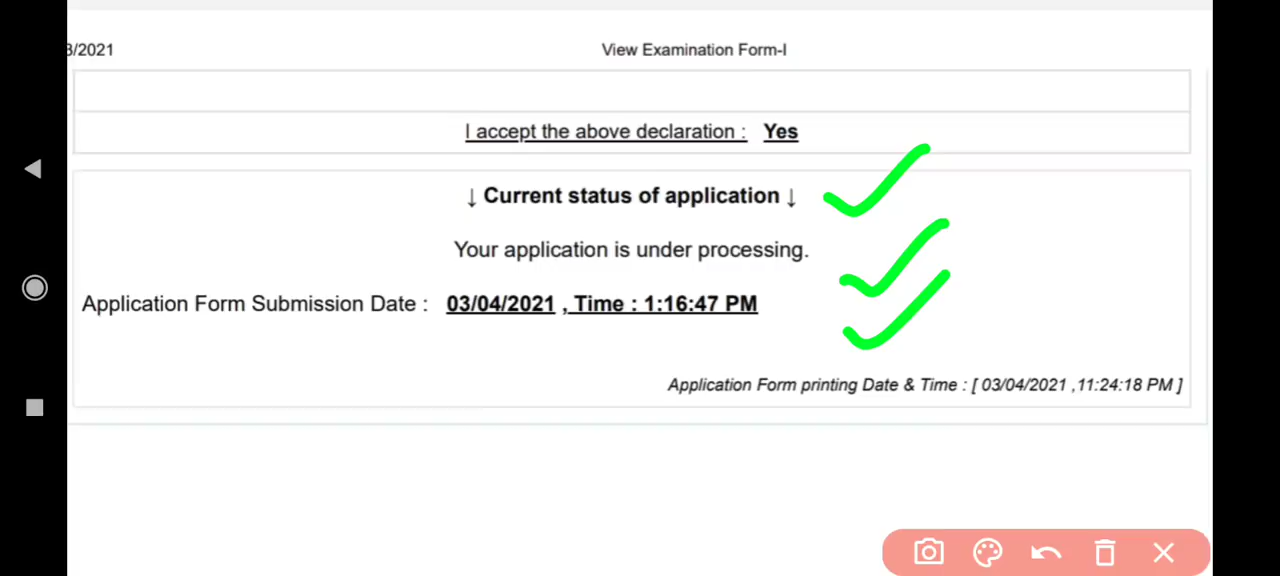 3/2021 View Examination Form-I
I accept the above declaration : Yes
↓ Current status of application ↓
Your application is under processing.
Application Form Submission Date : 03/04/2021 , Time : 1:16:47 PM
Application Form printing Date & Time : [ 03/04/2021 ,11:24:18 PM ]